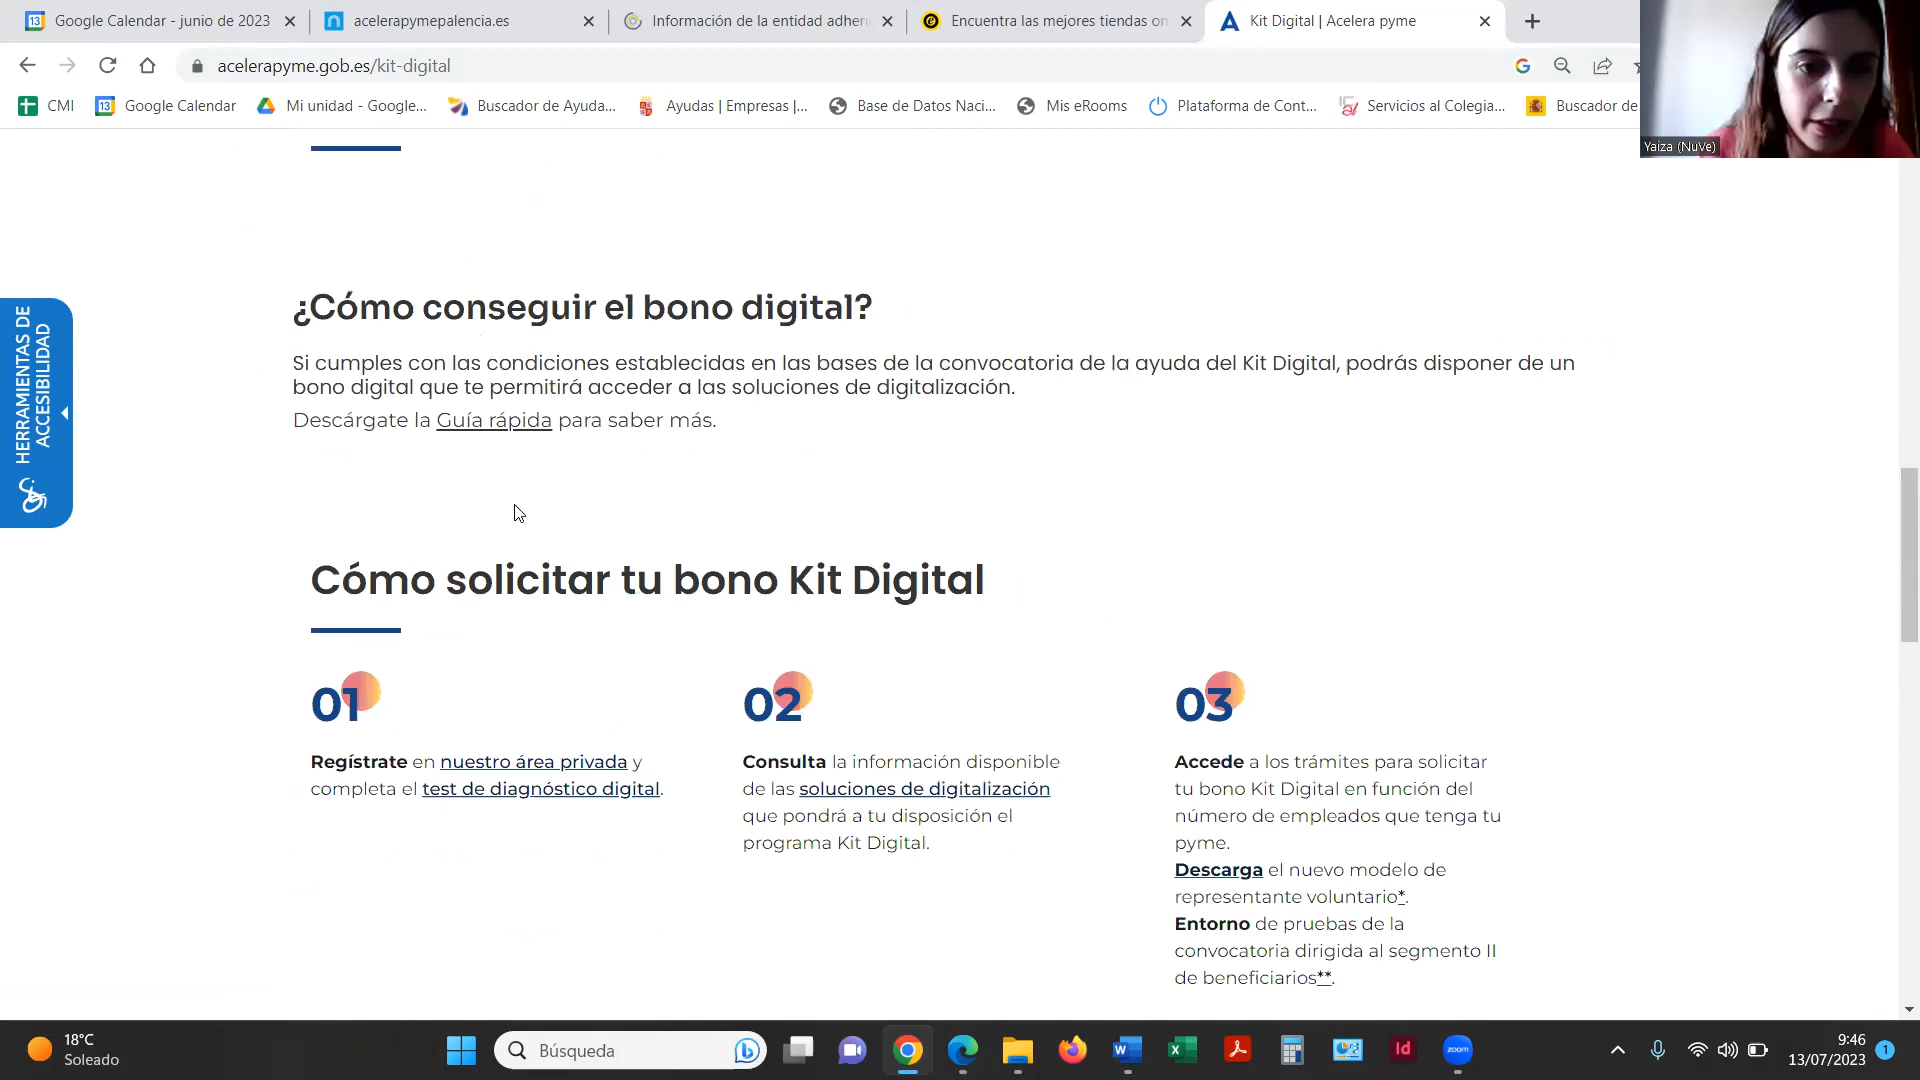 Google Calendar - junio de 2023
acelerapymepalencia.es
Información de la entidad adheri
Encuentra las mejores tiendas on
Kit Digital | Acelera pyme
acelerapyme.gob.es/kit-digital
CMI
Google Calendar
Mi unidad - Google...
Buscador de Ayuda...
Ayudas | Empresas |...
Base de Datos Naci...
Mis eRooms
Plataforma de Cont...
Servicios al Colegia...
Buscador de
Yaiza (NuVe)
HERRAMIENTAS DE
ACCESIBILIDAD
¿Cómo conseguir el bono digital?
Si cumples con las condiciones establecidas en las bases de la convocatoria de la ayuda del Kit Digital, podrás disponer de un
bono digital que te permitirá acceder a las soluciones de digitalización.
Descárgate la Guía rápida para saber más.
Cómo solicitar tu bono Kit Digital
01
Regístrate en nuestro área privada y
completa el test de diagnóstico digital.
02
Consulta la información disponible
de las soluciones de digitalización
que pondrá a tu disposición el
programa Kit Digital.
03
Accede a los trámites para solicitar
tu bono Kit Digital en función del
número de empleados que tenga tu
pyme.
Descarga el nuevo modelo de
representante voluntario*.
Entorno de pruebas de la
convocatoria dirigida al segmento II
de beneficiarios**.
18°C
Soleado
Búsqueda
zoom
9:46
13/07/2023
1